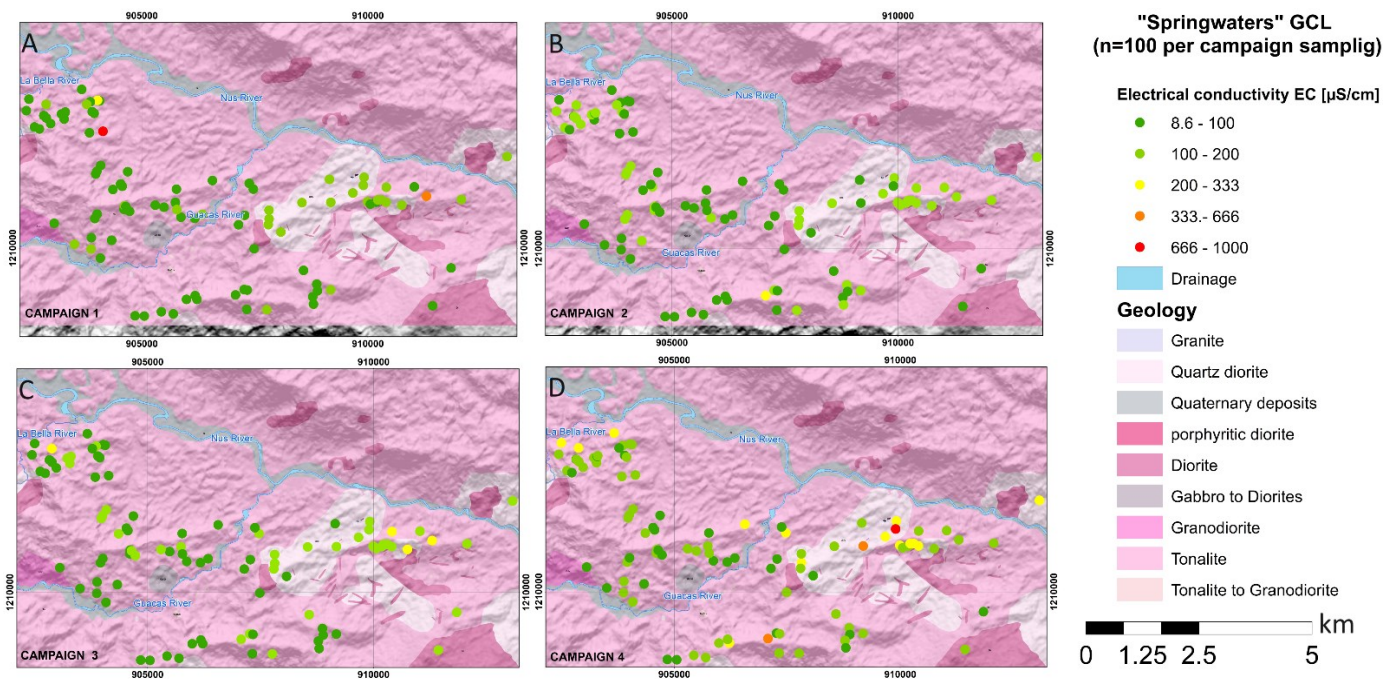 905000
910000
A
La Bella River
Nus River
Guacas River
1210000
CAMPAIGN 1
905000
910000
B
La Bella River
Nus River
Guacas River
1210000
1210000
CAMPAIGN 2
905000
910000
C
La Bella River
Nus River
Guacas River
1210000
CAMPAIGN 3
905000
910000
D
La Bella River
Nus River
Guacas River
1210000
1210000
CAMPAIGN 4
905000
910000
905000
910000
"Springwaters" GCL
(n=100 per campaign samplig)
Electrical conductivity EC [µS/cm]
8.6 - 100
100 - 200
200 - 333
333.- 666
666 - 1000
Drainage
Geology
Granite
Quartz diorite
Quaternary deposits
porphyritic diorite
Diorite
Gabbro to Diorites
Granodiorite
Tonalite
Tonalite to Granodiorite
km
0 1.25 2.5 5